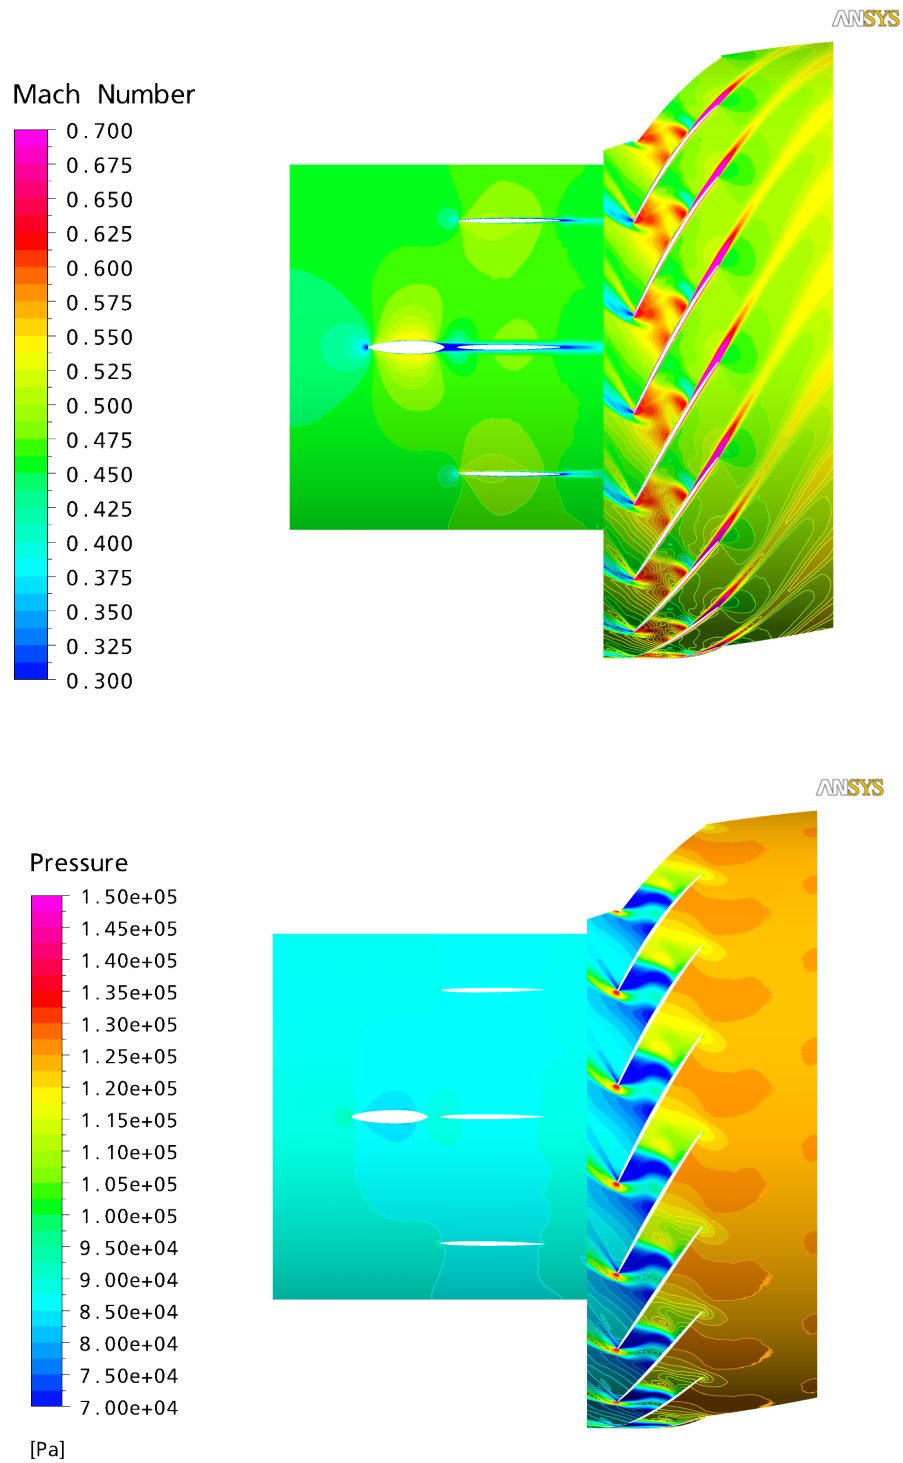 ANSYS
Mach Number
0.700
0.675
0.650
0.625
0.600
0.575
0.550
0.525
0.500
0.475
0.450
0.425
0.400
0.375
0.350
0.325
0.300
ANSYS
Pressure
1.50e+05
1.45e+05
1.40e+05
1.35e+05
1.30e+05
1.25e+05
1.20e+05
1.15e+05
1.10e+05
1.05e+05
1.00e+05
9.50e+04
9.00e+04
8.50e+04
8.00e+04
7.50e+04
7.00e+04
[Pa]